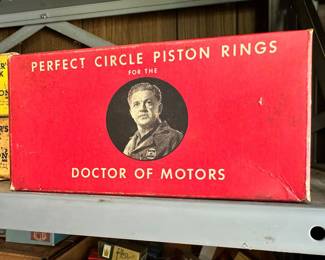 PERFECT CIRCLE PISTON RINGS
FOR THE
DOCTOR OF MOTORS